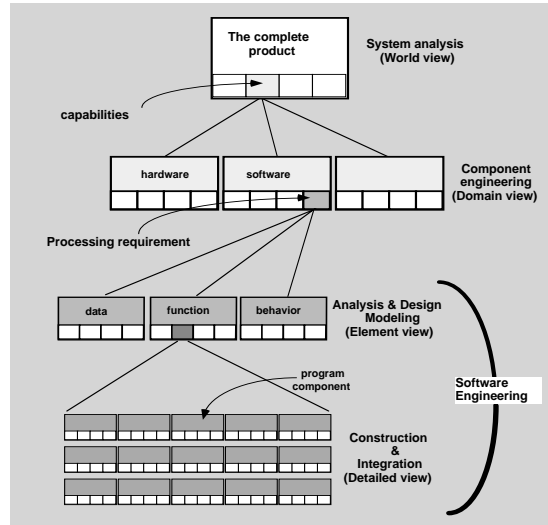 The complete
product
System analysis
(World view)
capabilities
hardware
software
Component
engineering
(Domain view)
Processing requirement
data
function
behavior
Analysis & Design
Modeling
(Element view)
program
component
Software
Engineering
Construction
&
Integration
(Detailed view)